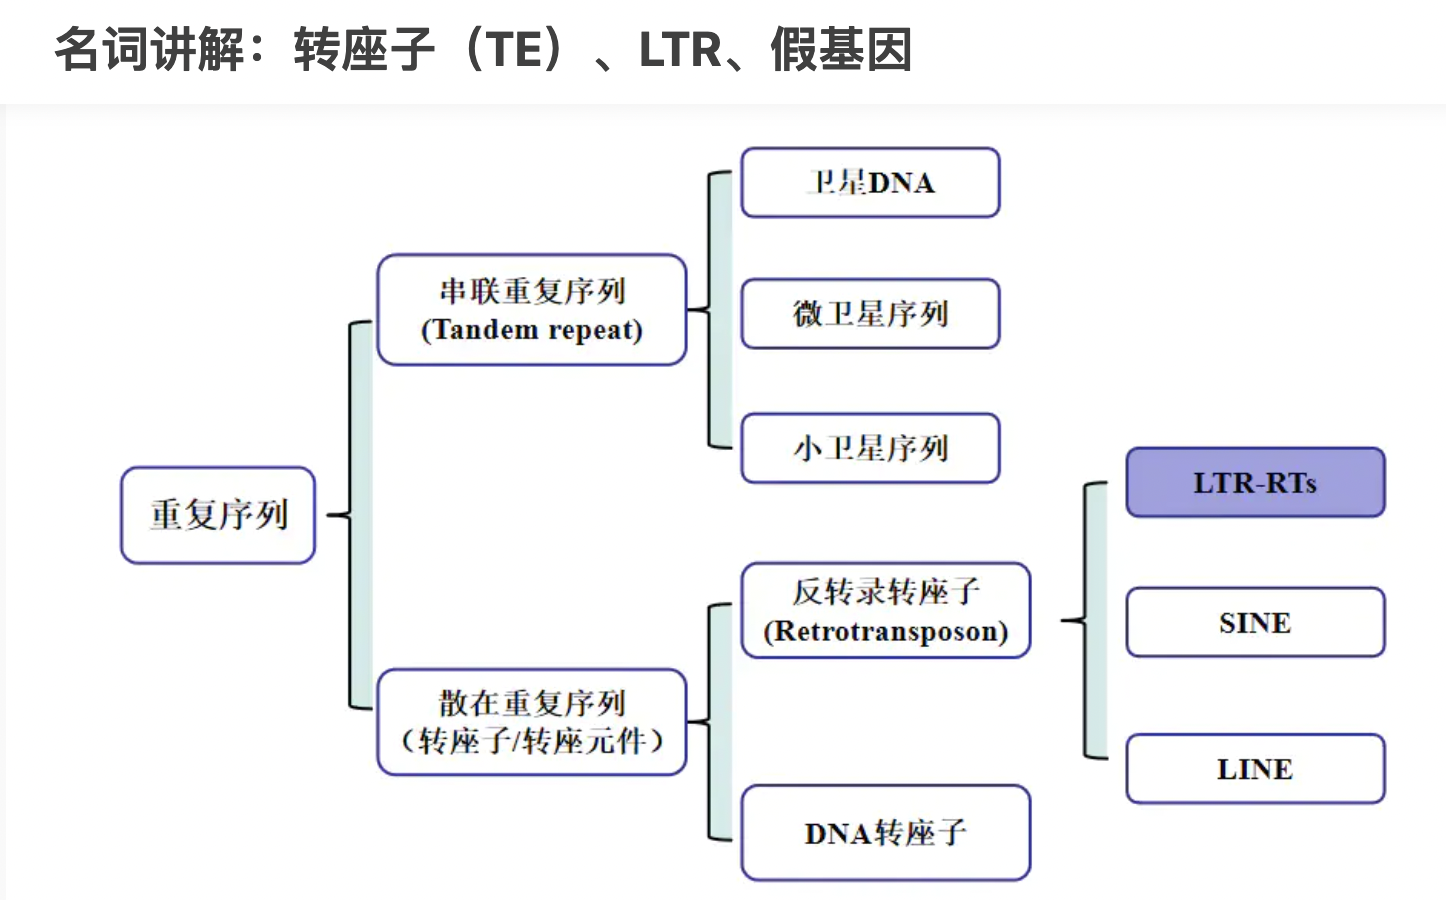 名词讲解：转座子（TE）、LTR、假基因
卫星DNA
串联重复序列
(Tandem repeat)
微卫星序列
小卫星序列
重复序列
LTR-RTs
反转录转座子
(Retrotransposon)
SINE
散在重复序列
（转座子/转座元件）
LINE
DNA转座子